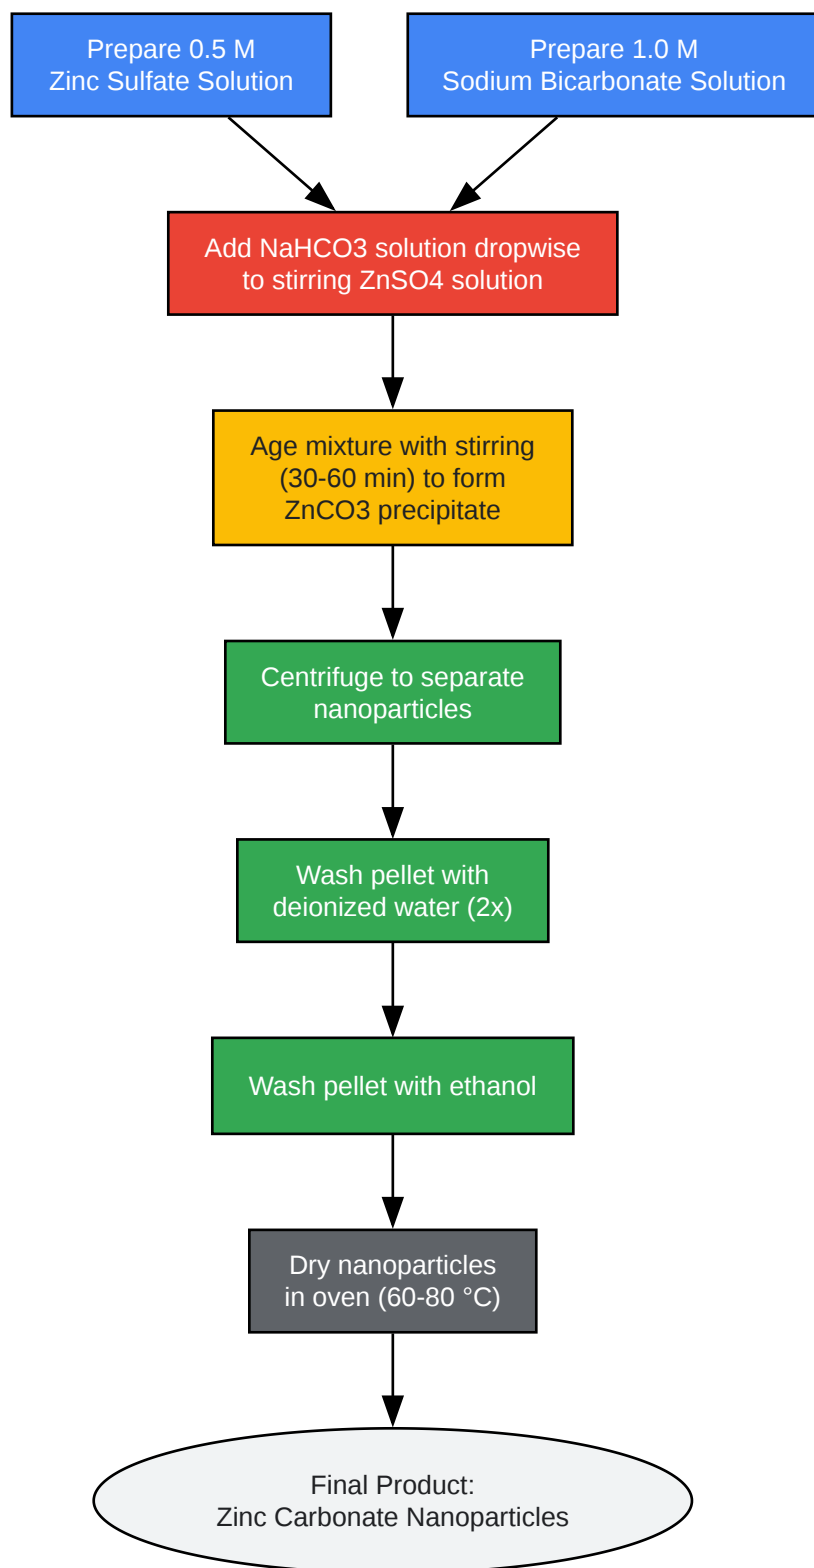 Prepare 0.5 M
Zinc Sulfate Solution
Prepare 1.0 M
Sodium Bicarbonate Solution
Add NaHCO3 solution dropwise
to stirring ZnSO4 solution
Age mixture with stirring
(30-60 min) to form
ZnCO3 precipitate
Centrifuge to separate
nanoparticles
Wash pellet with
deionized water (2x)
Wash pellet with ethanol
Dry nanoparticles
in oven (60-80 °C)
Final Product:
Zinc Carbonate Nanoparticles